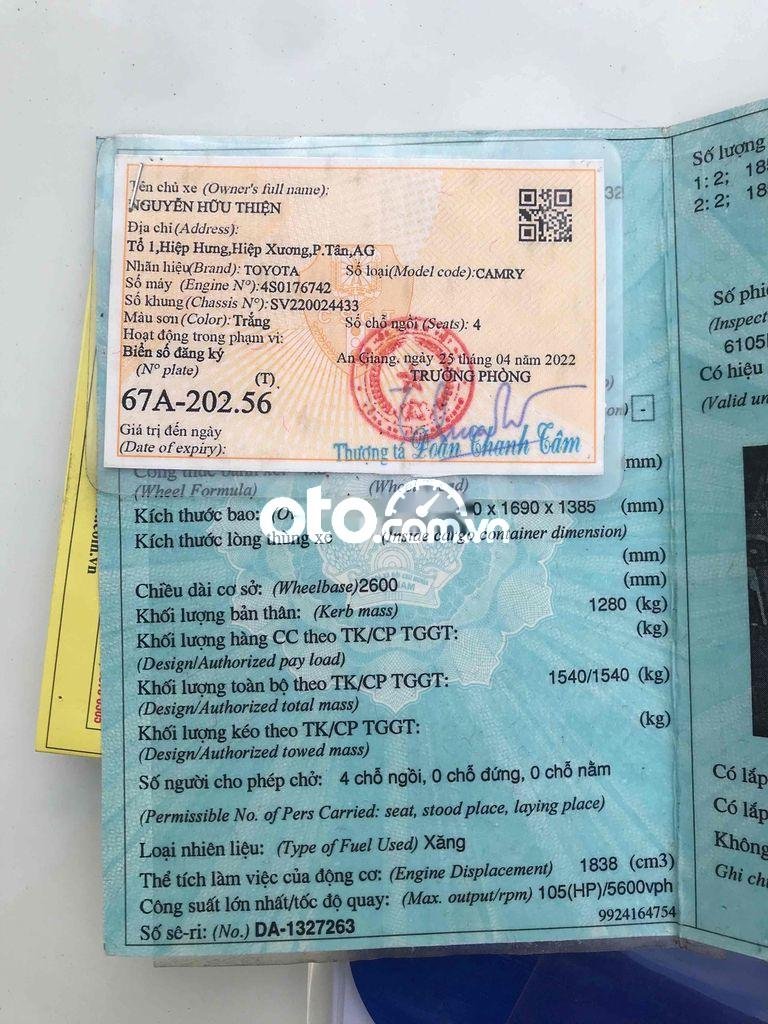 Tên chủ xe (Owner's full name):
NGUYỄN HỮU THIỆN
Địa chỉ (Address):
Tổ 1,Hiệp Hưng,Hiệp Xương,P.Tân,AG
Nhãn hiệu(Brand): TOYOTA Số loại(Model code):CAMRY
Số máy (Engine Nº):4S0176742
Số khung(Chassis Nº):SV220024433
Màu sơn (Color): Trắng Số chỗ ngồi (Seats): 4
Hoạt động trong phạm vi:
Biển số đăng ký An Giang, ngày 25 tháng 04 năm 2022
(Nº plate) TRƯỞNG PHÒNG
(T)
67A-202.56
Giá trị đến ngày
(Date of expiry):
Thượng tá Đoàn Thanh Tâm
32
on) -
mm)
(Wheel Formula)
Kích thước bao: 0 x 1690 x 1385 (mm)
oto.com.vn
Kích thước lòng thùng xe (Inside cargo container dimension)
(mm)
Chiều dài cơ sở: (Wheelbase)2600 (mm)
Khối lượng bản thân: (Kerb mass) 1280 (kg)
Khối lượng hàng CC theo TK/CP TGGT: (kg)
(Design/Authorized pay load)
Khối lượng toàn bộ theo TK/CP TGGT: 1540/1540 (kg)
(Design/Authorized total mass)
Khối lượng kéo theo TK/CP TGGT: (kg)
(Design/Authorized towed mass)
Số người cho phép chở: 4 chỗ ngồi, 0 chỗ đứng, 0 chỗ nằm
(Permissible No. of Pers Carried: seat, stood place, laying place)
Loại nhiên liệu: (Type of Fuel Used) Xăng
Thể tích làm việc của động cơ: (Engine Displacement) 1838 (cm3)
Công suất lớn nhất/tốc độ quay: (Max. output/rpm) 105(HP)/5600vph
9924164754
Số sê-ri: (No.) DA-1327263
Số lượng
1: 2; 18
2: 2; 18
Số phi
(Inspect
6105
Có hiệu
(Valid un
Có lắp
Có lắp
Không
Ghi ch
com.vn